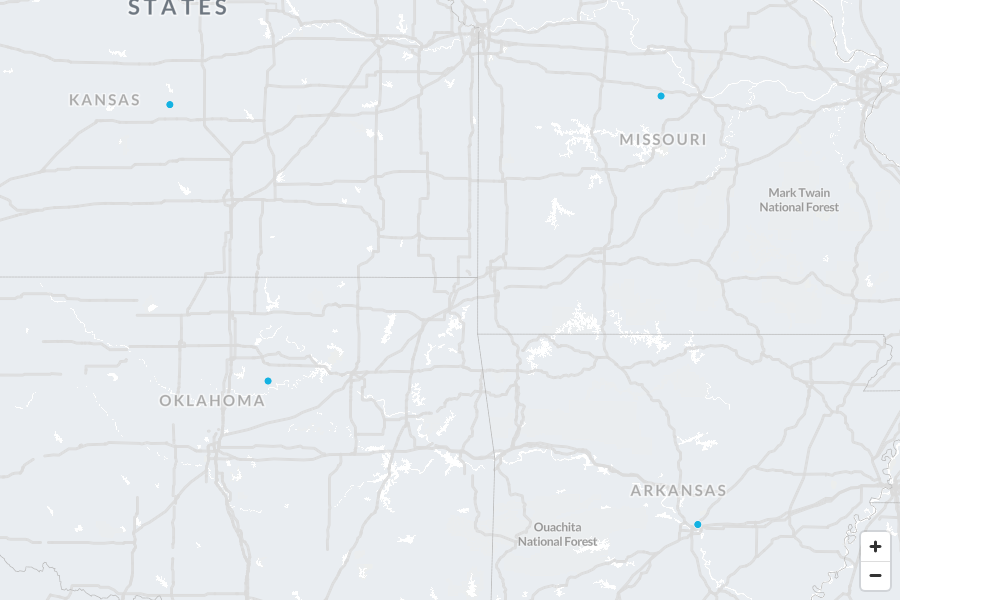 STATES
KANSAS
MISSOURI
Mark Twain
National Forest
OKLAHOMA
ARKANSAS
Ouachita
National Forest
+
−